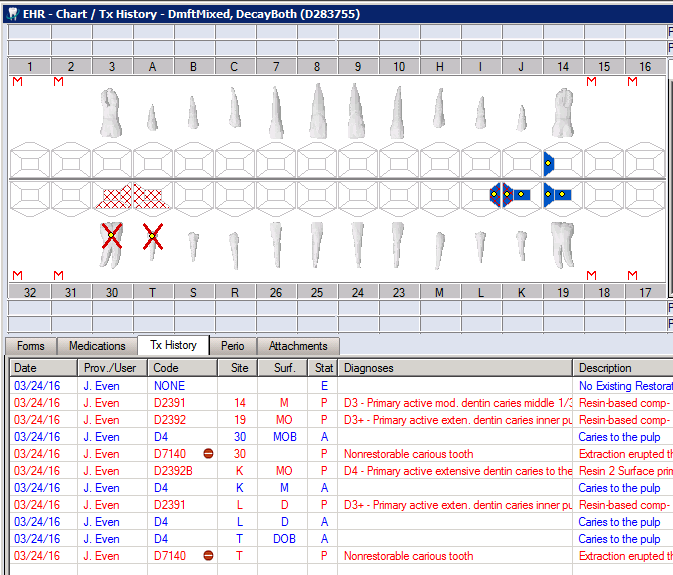 EHR - Chart / Tx History - DmftMixed, DecayBoth (D283755)
1 2 3 A B C 7 8 9 10 H I J 14 15 16
M M M M
M M M M
32 31 30 T S R 26 25 24 23 M L K 19 18 17
Forms Medications Tx History Perio Attachments
Date Prov./User Code Site Surf. Stat Diagnoses Description
03/24/16 J. Even NONE E No Existing Restorat
03/24/16 J. Even D2391 14 M P D3 - Primary active mod. dentin caries middle 1/3 Resin-based comp-
03/24/16 J. Even D2392 19 MO P D3+ - Primary active exten. dentin caries inner pu Resin-based comp-
03/24/16 J. Even D4 30 MOB A Caries to the pulp
03/24/16 J. Even D7140 30 P Nonrestorable carious tooth Extraction erupted th
03/24/16 J. Even D2392B K MO P D4 - Primary active extensive dentin caries to the Resin 2 Surface prim
03/24/16 J. Even D4 K M A Caries to the pulp
03/24/16 J. Even D2391 L D P D3+ - Primary active exten. dentin caries inner pu Resin-based comp-
03/24/16 J. Even D4 L D A Caries to the pulp
03/24/16 J. Even D4 T DOB A Caries to the pulp
03/24/16 J. Even D7140 T P Nonrestorable carious tooth Extraction erupted th